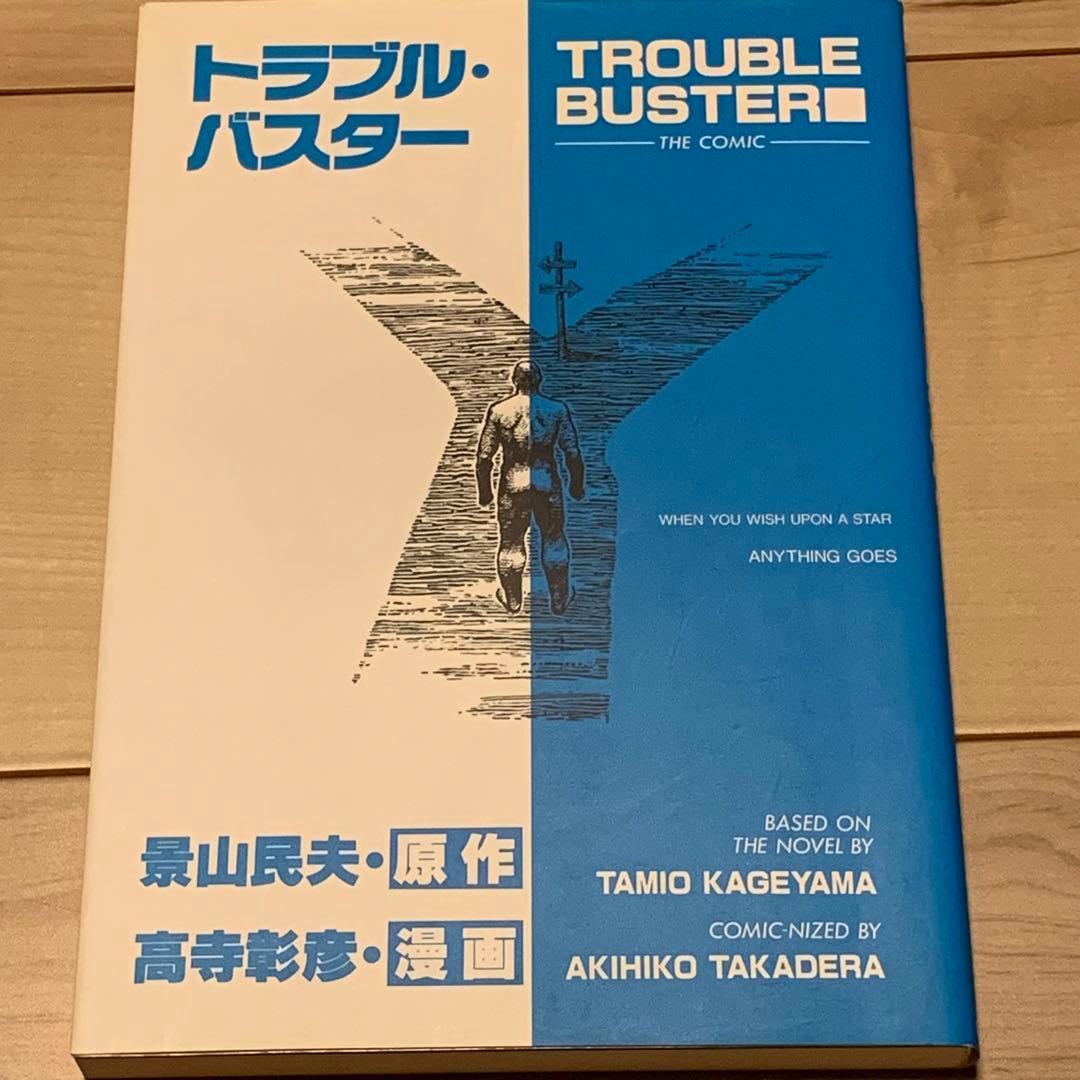 トラブル・
バスター
TROUBLE
BUSTER
THE COMIC
WHEN YOU WISH UPON A STAR
ANYTHING GOES
景山民夫・原作
高寺彰彦・漫画
BASED ON
THE NOVEL BY
TAMIO KAGEYAMA
COMIC-NIZED BY
AKIHIKO TAKADERA